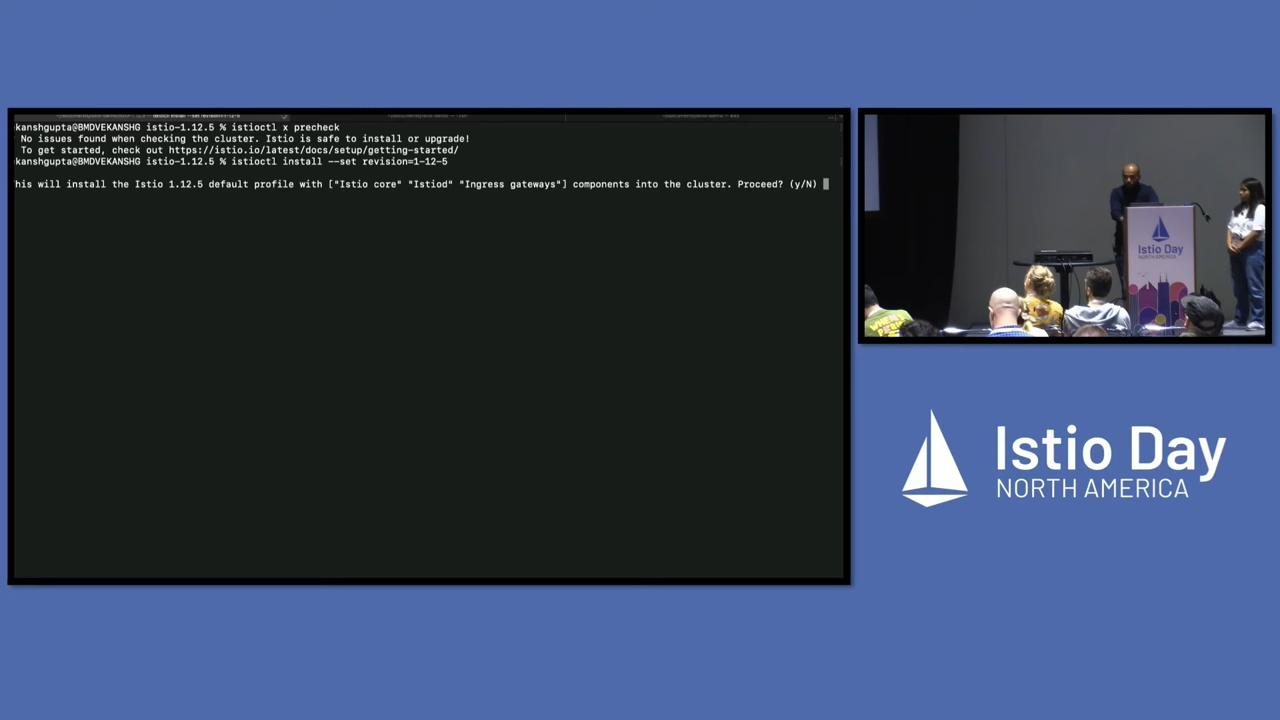 kanshgupta@BMDVEKANSHG istio-1.12.5 % istioctl x precheck
No issues found when checking the cluster. Istio is safe to install or upgrade!
To get started, check out https://istio.io/latest/docs/setup/getting-started/
kanshgupta@BMDVEKANSHG istio-1.12.5 % istioctl install --set revision=1-12-5
his will install the Istio 1.12.5 default profile with ["Istio core" "Istiod" "Ingress gateways"] components into the cluster. Proceed? (y/N)
Istio Day
NORTH AMERICA
Istio Day
NORTH AMERICA